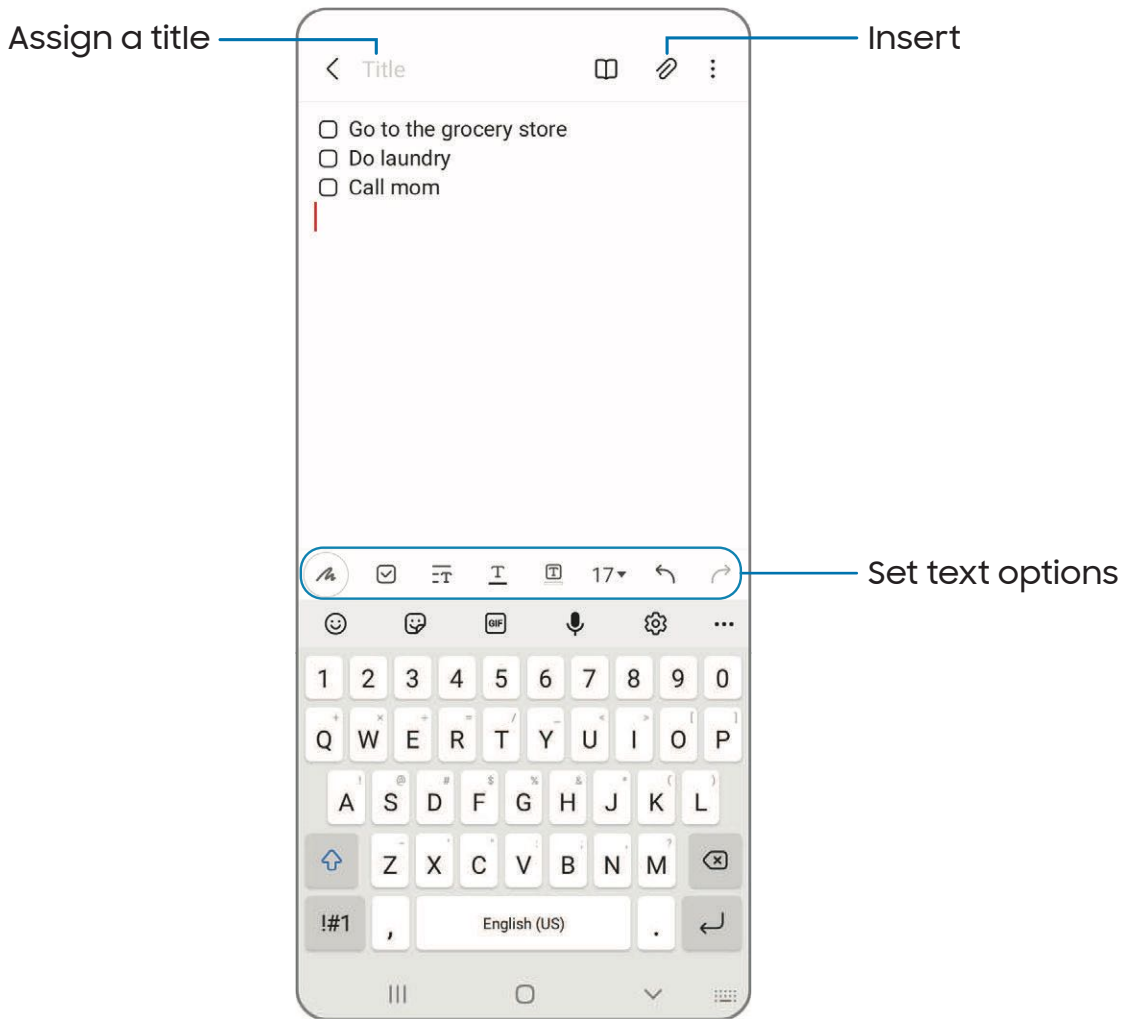 Assign a title
Insert
Title
Go to the grocery store
Do laundry
Call mom
T T T 17
Set text options
GIF
1 2 3 4 5 6 7 8 9 0
+ × ÷ = / _ < > [ ]
Q W E R T Y U I O P
! @ # $ % & * ( )
A S D F G H J K L
- ' " : ; , ?
Z X C V B N M
!#1 , English (US) .